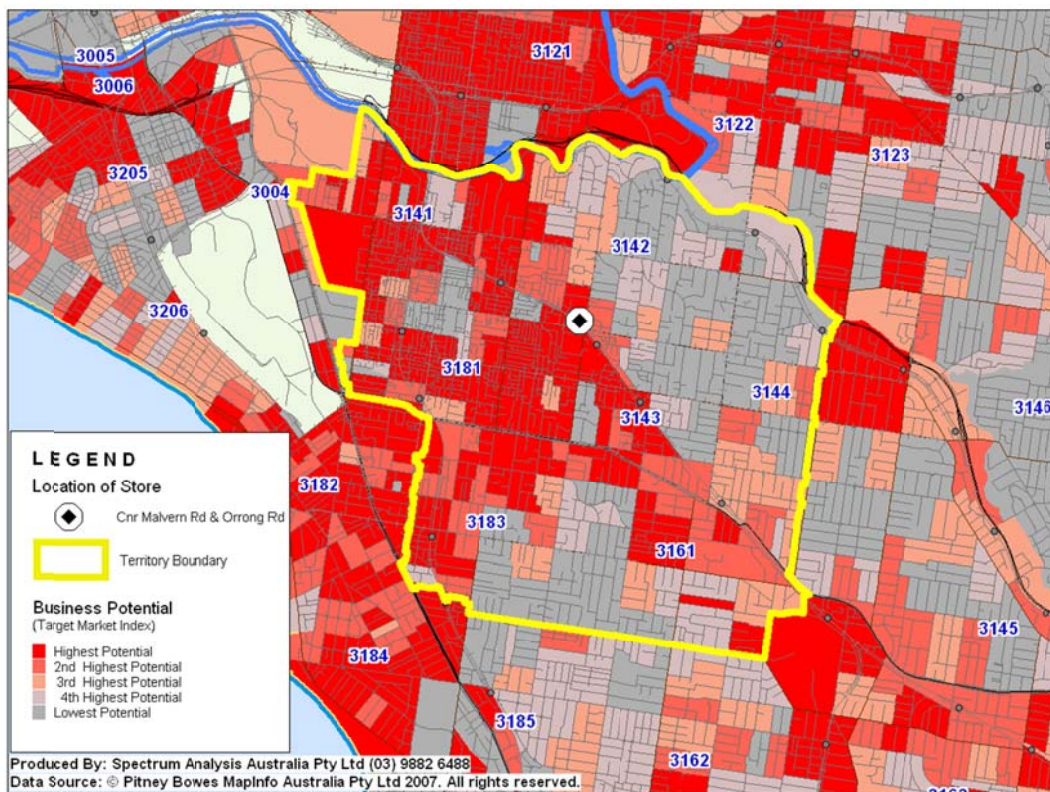 3005
3006
3121
3122
3123
3205
3004
3141
3142
3206
3181
3144
3143
3146
3182
3183
3161
3145
3184
3185
3162
LEGEND
Location of Store
Cnr Malvern Rd & Orrong Rd
Territory Boundary
Business Potential
(Target Market Index)
Highest Potential
2nd Highest Potential
3rd Highest Potential
4th Highest Potential
Lowest Potential
Produced By: Spectrum Analysis Australia Pty Ltd (03) 9882 6488
Data Source: © Pitney Bowes MapInfo Australia Pty Ltd 2007. All rights reserved.